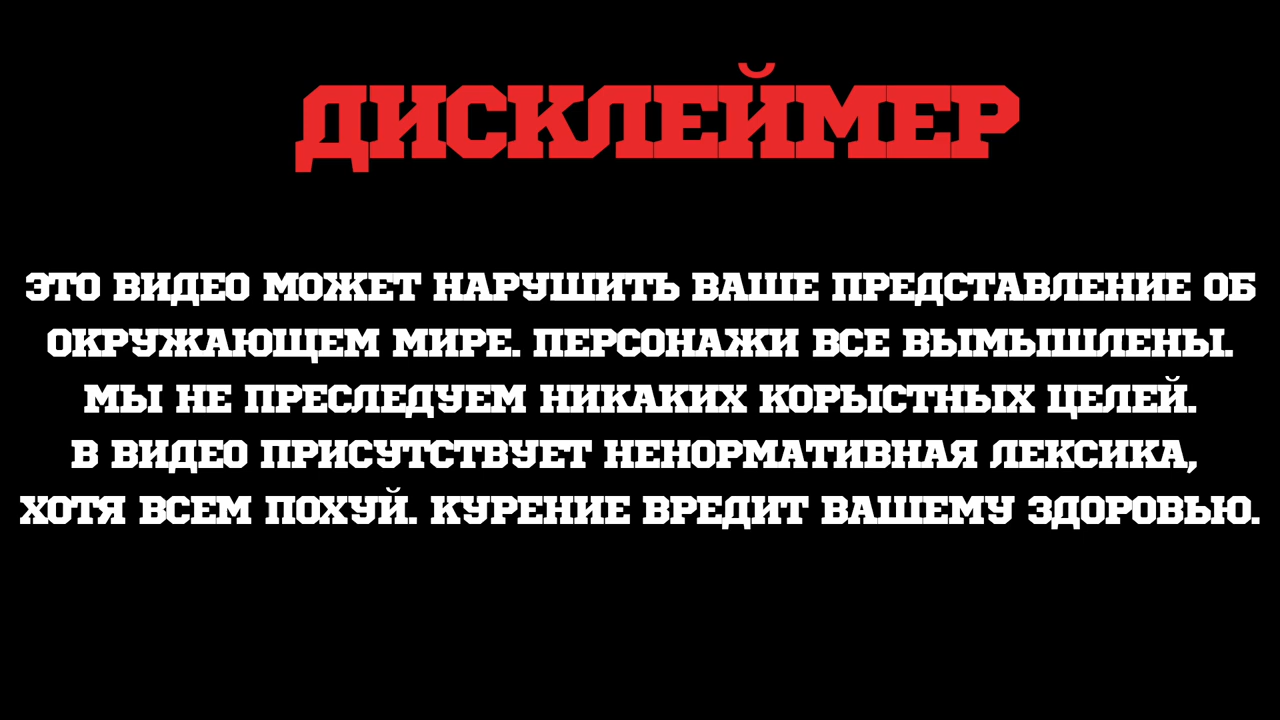 ДИСКЛЕЙМЕР
ЭТО ВИДЕО МОЖЕТ НАРУШИТЬ ВАШЕ ПРЕДСТАВЛЕНИЕ ОБ
ОКРУЖАЮЩЕМ МИРЕ. ПЕРСОНАЖИ ВСЕ ВЫМЫШЛЕНЫ.
МЫ НЕ ПРЕСЛЕДУЕМ НИКАКИХ КОРЫСТНЫХ ЦЕЛЕЙ.
В ВИДЕО ПРИСУТСТВУЕТ НЕНОРМАТИВНАЯ ЛЕКСИКА,
ХОТЯ ВСЕМ ПОХУЙ. КУРЕНИЕ ВРЕДИТ ВАШЕМУ ЗДОРОВЬЮ.